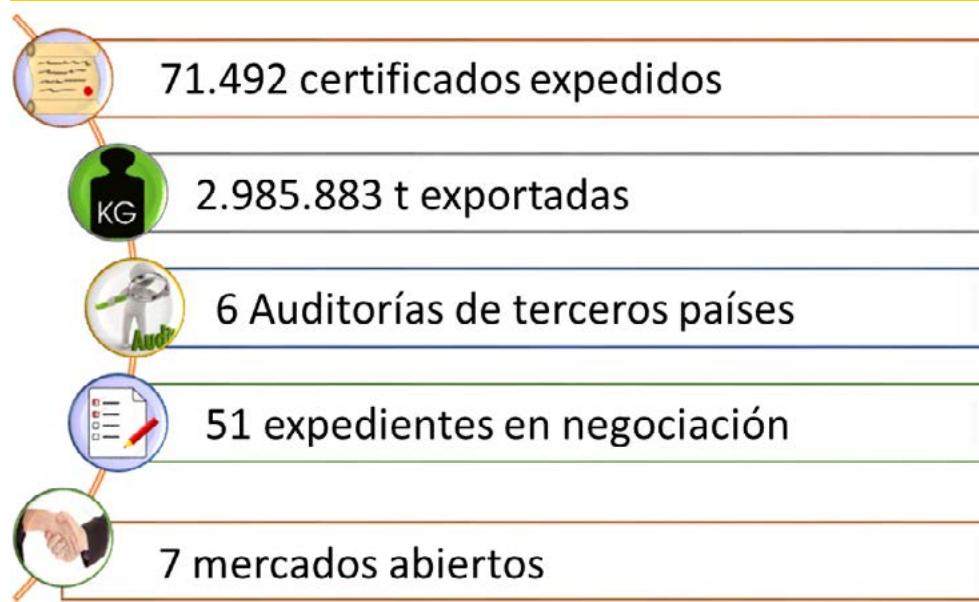 71.492 certificados expedidos
KG
2.985.883 t exportadas
Audit
6 Auditorías de terceros países
51 expedientes en negociación
7 mercados abiertos